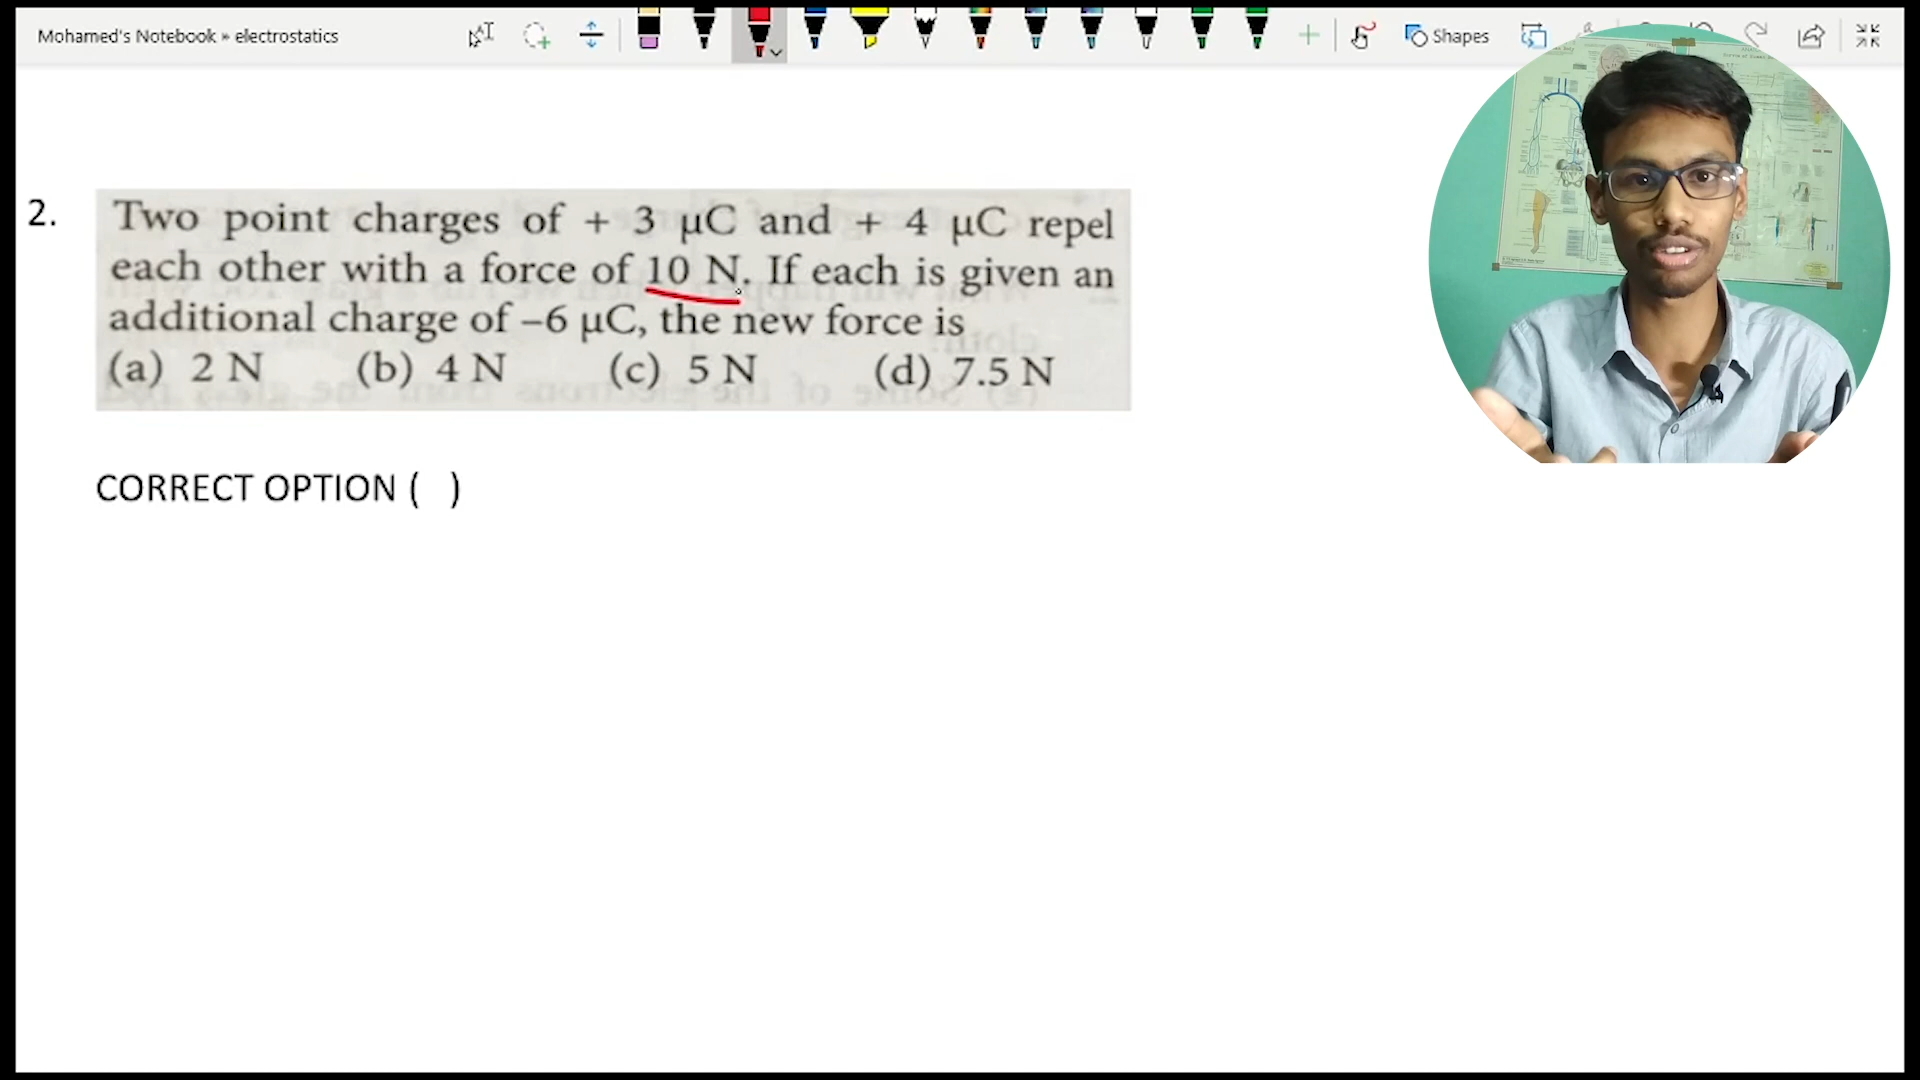 Mohamed's Notebook » electrostatics
Shapes
2.
Two point charges of + 3 μC and + 4 μC repel
each other with a force of 10 N. If each is given an
additional charge of –6 μC, the new force is
(a) 2 N (b) 4 N (c) 5 N (d) 7.5 N
CORRECT OPTION ( )